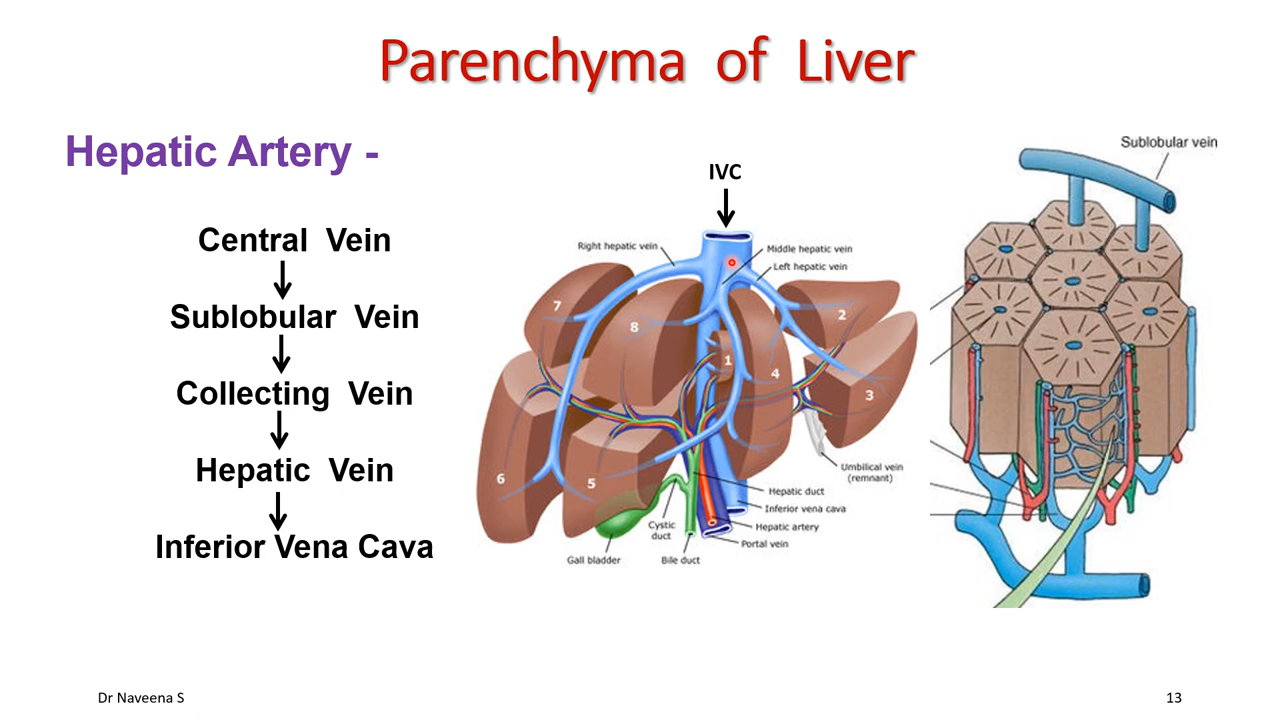 Parenchyma of Liver
Hepatic Artery -
Central Vein
Sublobular Vein
Collecting Vein
Hepatic Vein
Inferior Vena Cava
IVC
Right hepatic vein
Middle hepatic vein
Left hepatic vein
7
8
1
2
4
3
6
5
Umbilical vein
(remnant)
Hepatic duct
Inferior vena cava
Hepatic artery
Portal vein
Cystic
duct
Gall bladder
Bile duct
Sublobular vein
Dr Naveena S
13